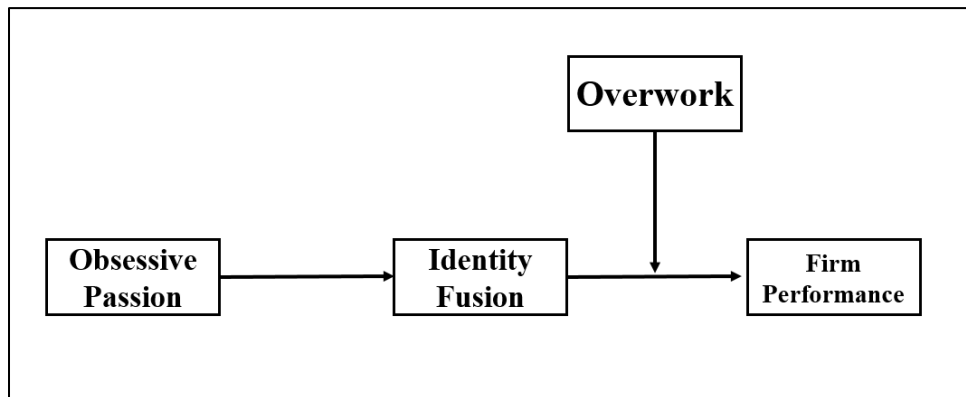 Overwork
Obsessive
Passion
Identity
Fusion
Firm
Performance